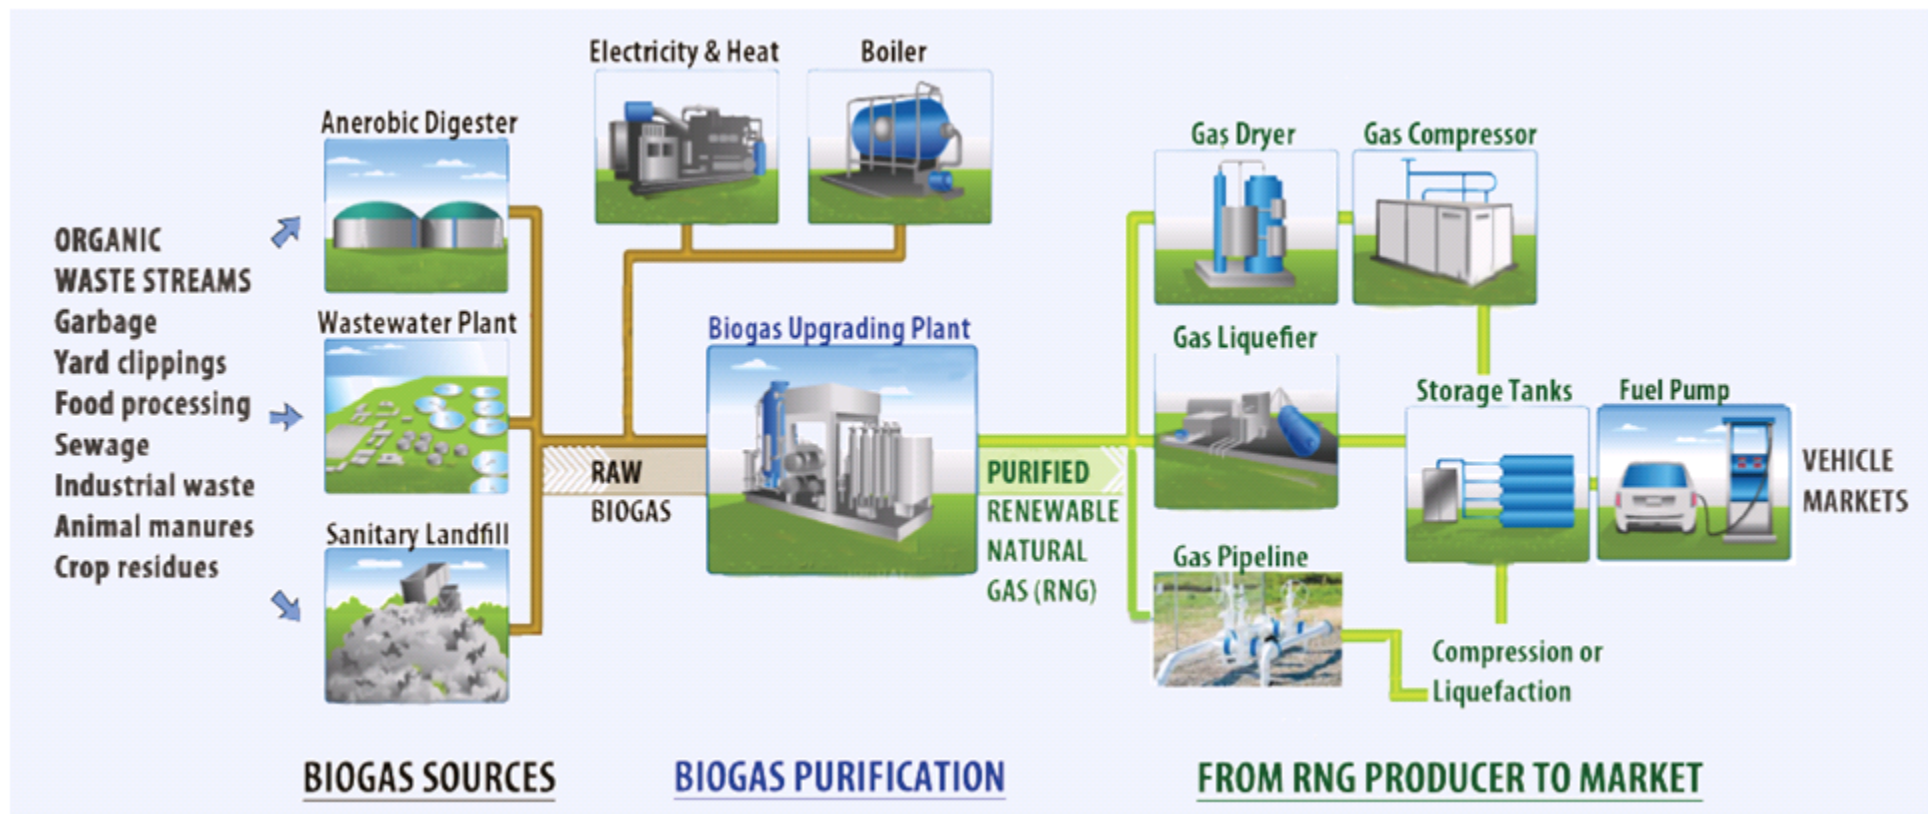 Electricity & Heat
Boiler
Anerobic Digester
Gas Dryer
Gas Compressor
ORGANIC
WASTE STREAMS
Garbage
Yard clippings
Food processing
Sewage
Industrial waste
Animal manures
Crop residues
Wastewater Plant
Sanitary Landfill
Biogas Upgrading Plant
RAW
BIOGAS
PURIFIED
RENEWABLE
NATURAL
GAS (RNG)
Gas Liquefier
Gas Pipeline
Storage Tanks
Fuel Pump
VEHICLE
MARKETS
Compression or
Liquefaction
BIOGAS SOURCES
BIOGAS PURIFICATION
FROM RNG PRODUCER TO MARKET